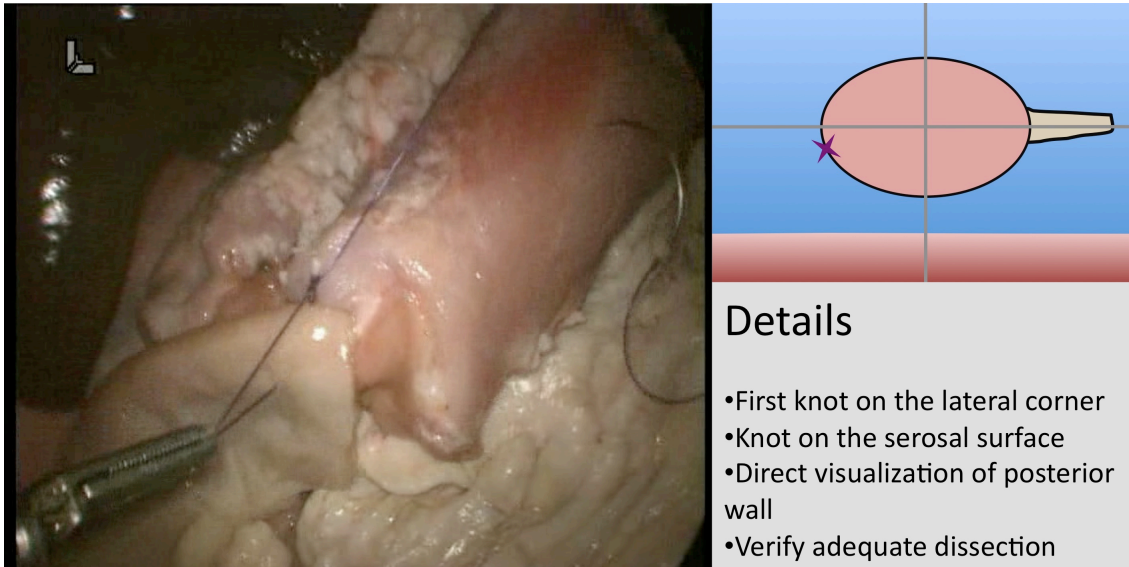 Details
•First knot on the lateral corner
•Knot on the serosal surface
•Direct visualization of posterior
wall
•Verify adequate dissection